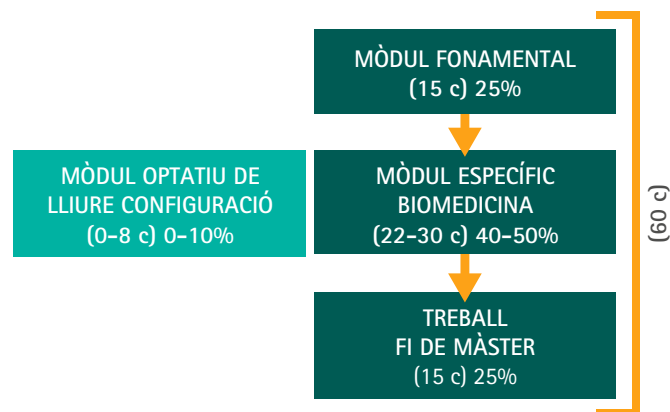 MÒDUL FONAMENTAL
(15 c) 25%
MÒDUL OPTATIU DE
LLIURE CONFIGURACIÓ
(0-8 c) 0-10%
MÒDUL ESPECÍFIC
BIOMEDICINA
(22-30 c) 40-50%
TREBALL
FI DE MÀSTER
(15 c) 25%
(60 c)